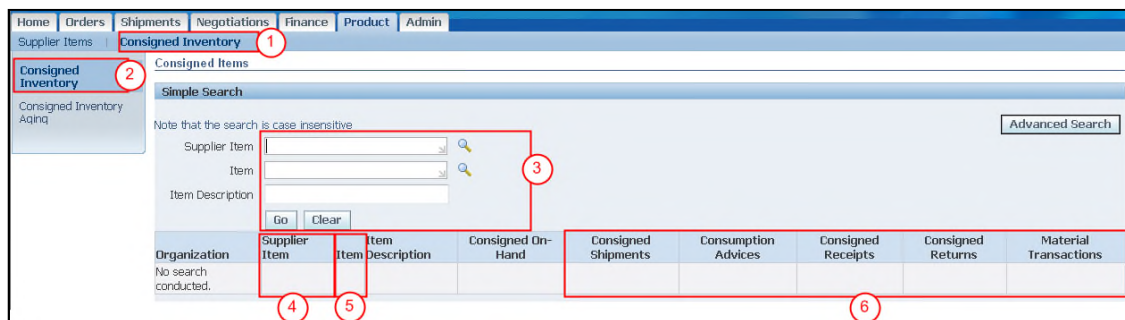 Home Orders Shipments Negotiations Finance Product Admin
Supplier Items | Consigned Inventory 1
Consigned
Inventory 2
Consigned Inventory
Aging
Consigned Items
Simple Search
Note that the search is case insensitive
Advanced Search
Supplier Item
Item
3
Item Description
Go Clear
Organization Supplier Item Item Item Description Consigned On-Hand Consigned Shipments Consumption Advices Consigned Receipts Consigned Returns Material Transactions
No search
conducted.
4 5 6